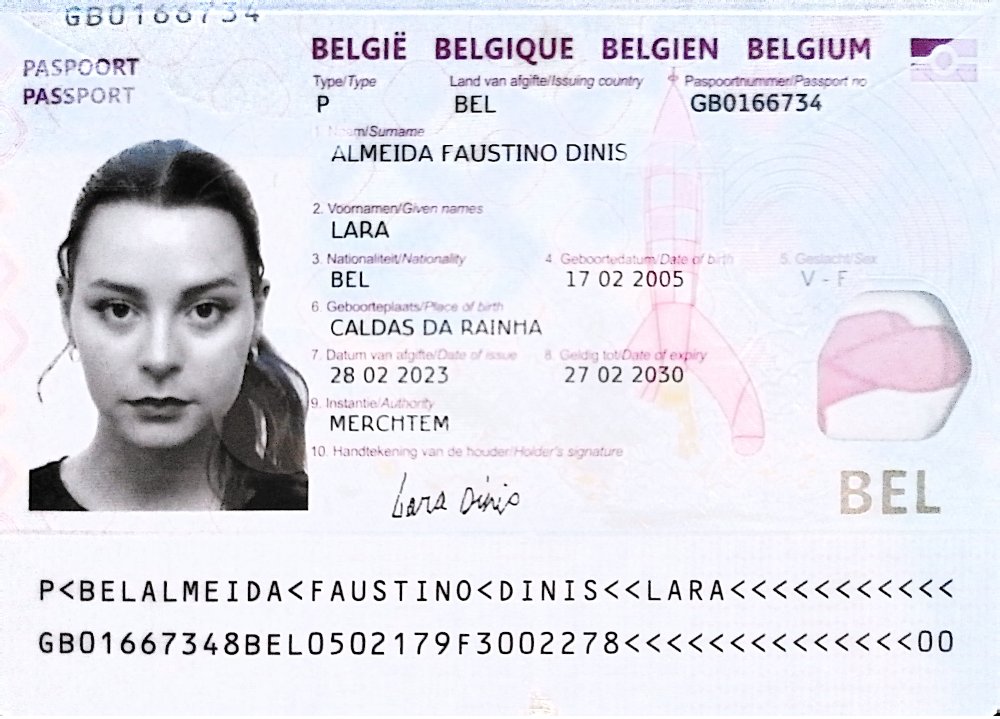 GB0166734
BELGIË BELGIQUE BELGIEN BELGIUM
PASPOORT
PASSPORT
Type/Type Land van afgifte/Issuing country Paspoortnummer/Passport no
P BEL GB0166734
1. Naam/Surname
ALMEIDA FAUSTINO DINIS
2. Voornamen/Given names
LARA
3. Nationaliteit/Nationality 4. Geboortedatum/Date of birth 5. Geslacht/Sex
BEL 17 02 2005 V - F
6. Geboorteplaats/Place of birth
CALDAS DA RAINHA
7. Datum van afgifte/Date of issue 8. Geldig tot/Date of expiry
28 02 2023 27 02 2030
9. Instantie/Authority
MERCHTEM
10. Handtekening van de houder/Holder's signature
Lara Dinis
BEL
P<BELALMEIDA<FAUSTINO<DINIS<<LARA<<<<<<<<<<<
GB01667348BEL0502179F3002278<<<<<<<<<<<<<<00